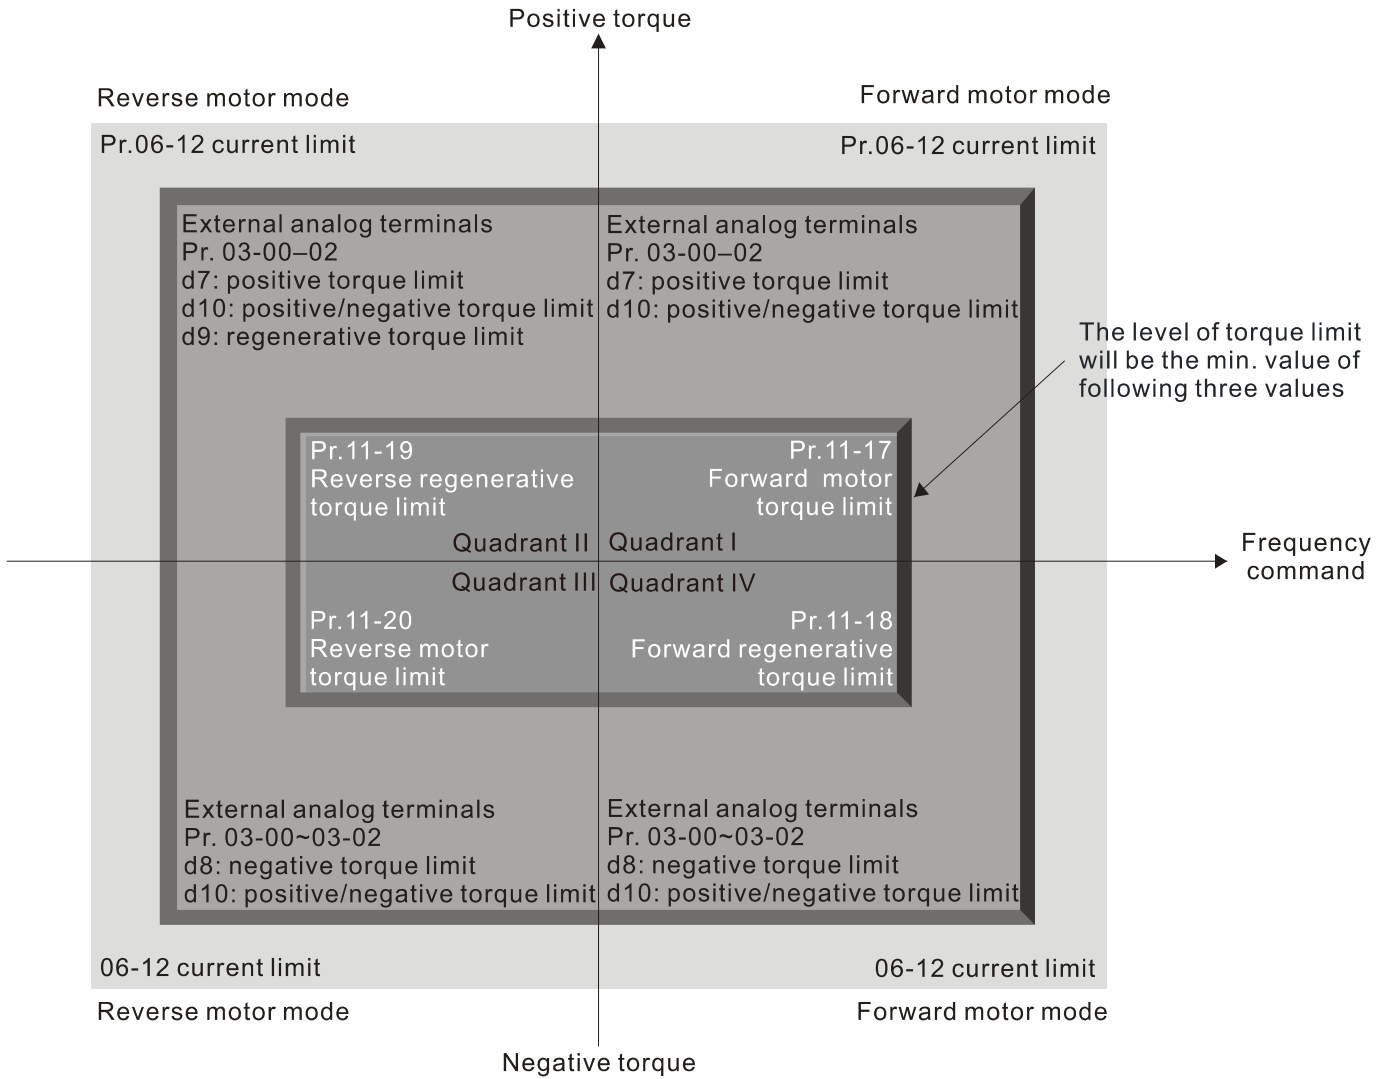 Positive torque
Reverse motor mode
Forward motor mode
Pr.06-12 current limit
Pr.06-12 current limit
External analog terminals
Pr. 03-00–02
d7: positive torque limit
d10: positive/negative torque limit
d9: regenerative torque limit
External analog terminals
Pr. 03-00–02
d7: positive torque limit
d10: positive/negative torque limit
The level of torque limit
will be the min. value of
following three values
Pr.11-19
Reverse regenerative
torque limit
Pr.11-17
Forward motor
torque limit
Quadrant II
Quadrant I
Frequency
command
Quadrant III
Quadrant IV
Pr.11-20
Reverse motor
torque limit
Pr.11-18
Forward regenerative
torque limit
External analog terminals
Pr. 03-00~03-02
d8: negative torque limit
d10: positive/negative torque limit
External analog terminals
Pr. 03-00~03-02
d8: negative torque limit
d10: positive/negative torque limit
06-12 current limit
06-12 current limit
Reverse motor mode
Forward motor mode
Negative torque